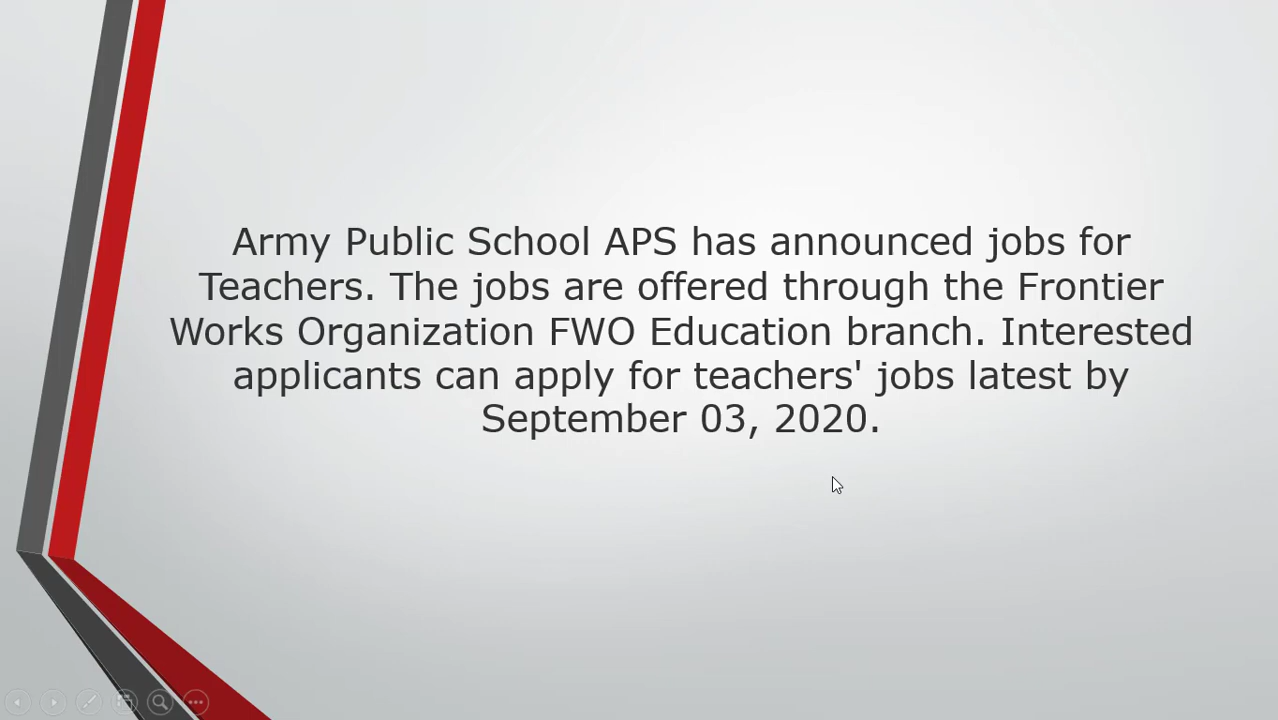 Army Public School APS has announced jobs for
Teachers. The jobs are offered through the Frontier
Works Organization FWO Education branch. Interested
applicants can apply for teachers' jobs latest by
September 03, 2020.